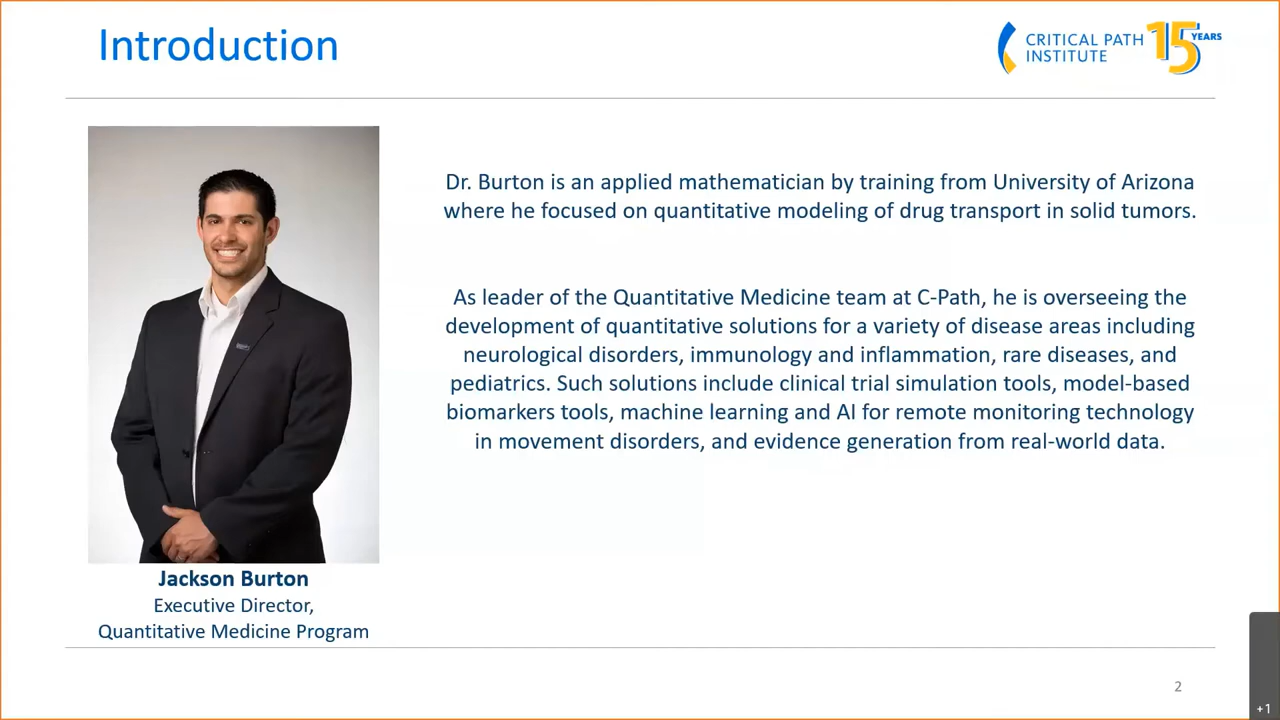 Introduction
CRITICAL PATH
INSTITUTE
15 YEARS
Dr. Burton is an applied mathematician by training from University of Arizona
where he focused on quantitative modeling of drug transport in solid tumors.
As leader of the Quantitative Medicine team at C-Path, he is overseeing the
development of quantitative solutions for a variety of disease areas including
neurological disorders, immunology and inflammation, rare diseases, and
pediatrics. Such solutions include clinical trial simulation tools, model-based
biomarkers tools, machine learning and AI for remote monitoring technology
in movement disorders, and evidence generation from real-world data.
Jackson Burton
Executive Director,
Quantitative Medicine Program
2
+1